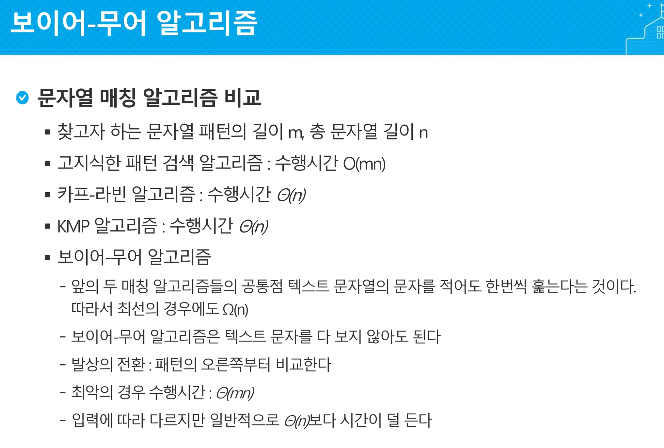 보이어-무어 알고리즘
문자열 매칭 알고리즘 비교
▪ 찾고자 하는 문자열 패턴의 길이 m, 총 문자열 길이 n
▪ 고지식한 패턴 검색 알고리즘 : 수행시간 O(mn)
▪ 카프-라빈 알고리즘 : 수행시간 Θ(n)
▪ KMP 알고리즘 : 수행시간 Θ(n)
▪ 보이어-무어 알고리즘
- 앞의 두 매칭 알고리즘들의 공통점 텍스트 문자열의 문자를 적어도 한번씩 훑는다는 것이다.
따라서 최선의 경우에도 Ω(n)
- 보이어-무어 알고리즘은 텍스트 문자를 다 보지 않아도 된다
- 발상의 전환 : 패턴의 오른쪽부터 비교한다
- 최악의 경우 수행시간 : Θ(mn)
- 입력에 따라 다르지만 일반적으로 Θ(n)보다 시간이 덜 든다